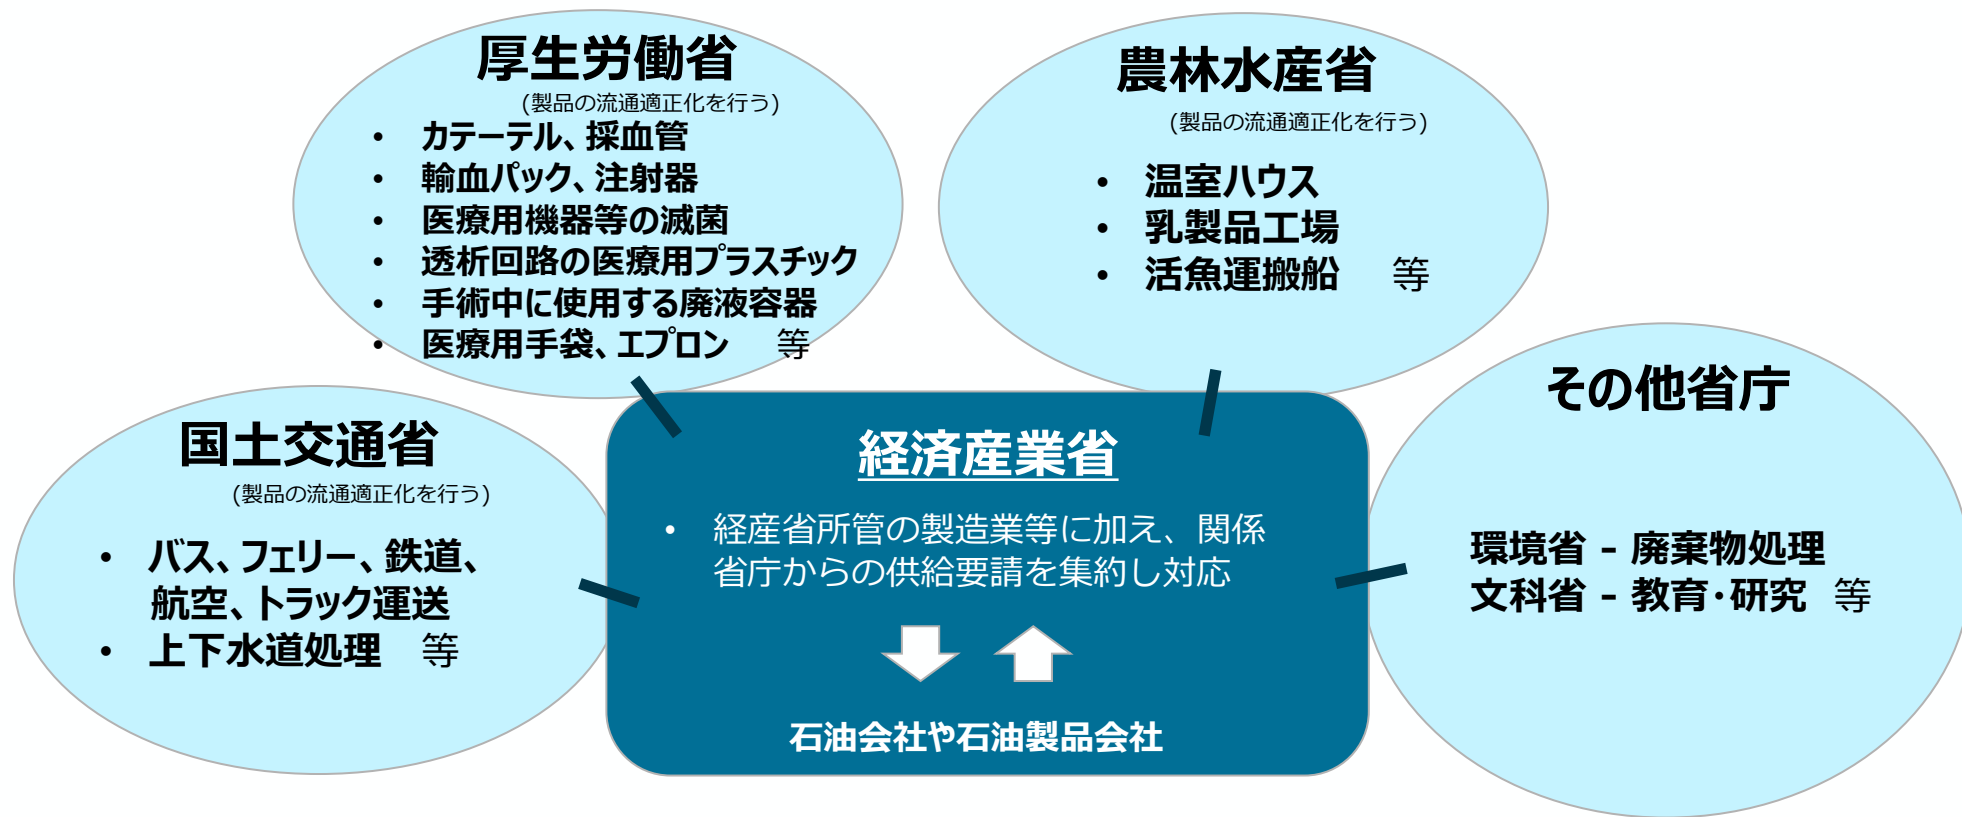 厚生労働省
(製品の流通適正化を行う)
• カテーテル、採血管
• 輸血パック、注射器
• 医療用機器等の滅菌
• 透析回路の医療用プラスチック
• 手術中に使用する廃液容器
• 医療用手袋、エプロン 等
農林水産省
(製品の流通適正化を行う)
• 温室ハウス
• 乳製品工場
• 活魚運搬船 等
国土交通省
(製品の流通適正化を行う)
• バス、フェリー、鉄道、
航空、トラック運送
• 上下水道処理 等
経済産業省
• 経産省所管の製造業等に加え、関係
省庁からの供給要請を集約し対応
石油会社や石油製品会社
その他省庁
環境省 - 廃棄物処理
文科省 - 教育・研究 等